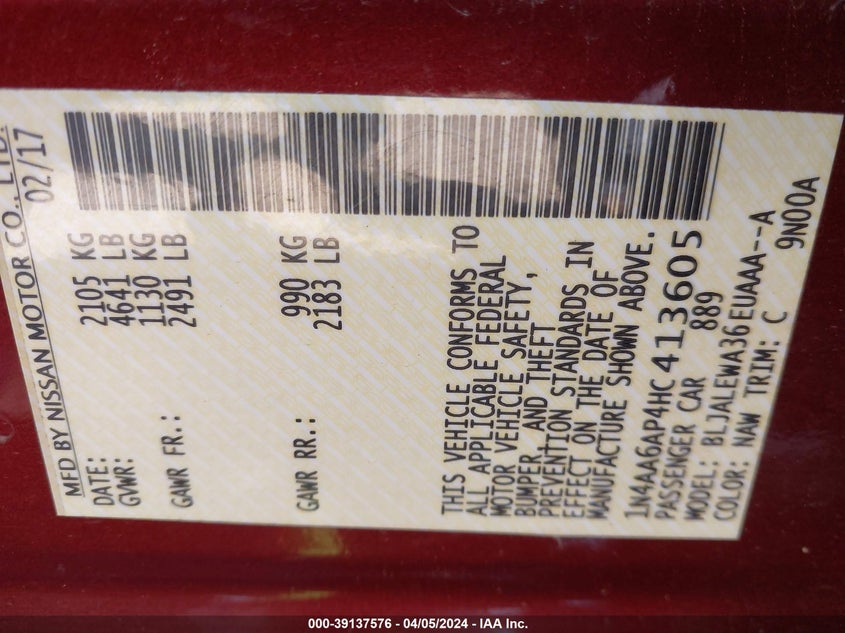 MFD BY NISSAN MOTOR CO., LTD.
DATE: 02/17
GVWR: 2105 KG
4641 LB
GAWR FR.: 1130 KG
2491 LB
GAWR RR.: 990 KG
2183 LB
THIS VEHICLE CONFORMS TO
ALL APPLICABLE FEDERAL
MOTOR VEHICLE SAFETY,
BUMPER, AND THEFT
PREVENTION STANDARDS IN
EFFECT ON THE DATE OF
MANUFACTURE SHOWN ABOVE.
1N4AA6AP4HC413605
PASSENGER CAR 889
MODEL: BLJALEWA36EUAAA--A
COLOR: NAW TRIM: C 9N00A
000-39137576 - 04/05/2024 - IAA Inc.